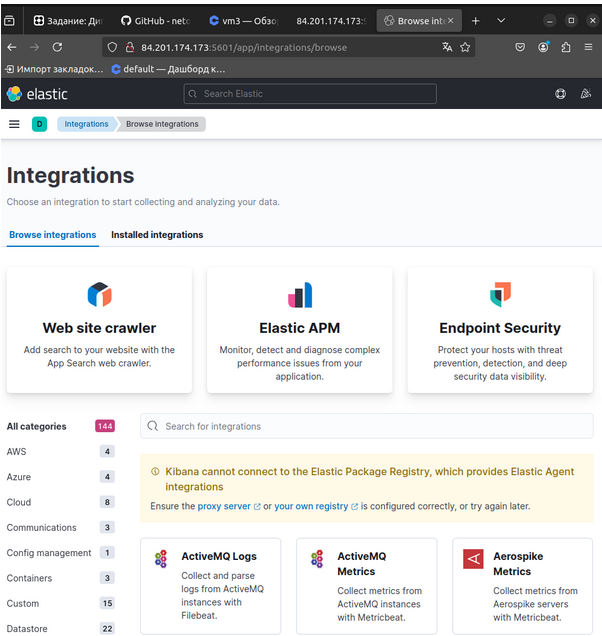 Задание: Ди
GitHub - neto
vm3 — Обзо
84.201.174.173:5
Browse inte
84.201.174.173:5601/app/integrations/browse
Импорт закладок…
default — Дашборд к…
elastic
Search Elastic
D
Integrations
Browse integrations
Integrations
Choose an integration to start collecting and analyzing your data.
Browse integrations
Installed integrations
Web site crawler
Add search to your website with the
App Search web crawler.
Elastic APM
Monitor, detect and diagnose complex
performance issues from your
application.
Endpoint Security
Protect your hosts with threat
prevention, detection, and deep
security data visibility.
All categories 144
AWS 4
Azure 4
Cloud 8
Communications 3
Config management 1
Containers 3
Custom 15
Datastore 22
Search for integrations
Kibana cannot connect to the Elastic Package Registry, which provides Elastic Agent
integrations
Ensure the proxy server or your own registry is configured correctly, or try again later.
ActiveMQ Logs
Collect and parse
logs from ActiveMQ
instances with
Filebeat.
ActiveMQ
Metrics
Collect metrics from
ActiveMQ instances
with Metricbeat.
Aerospike
Metrics
Collect metrics from
Aerospike servers
with Metricbeat.